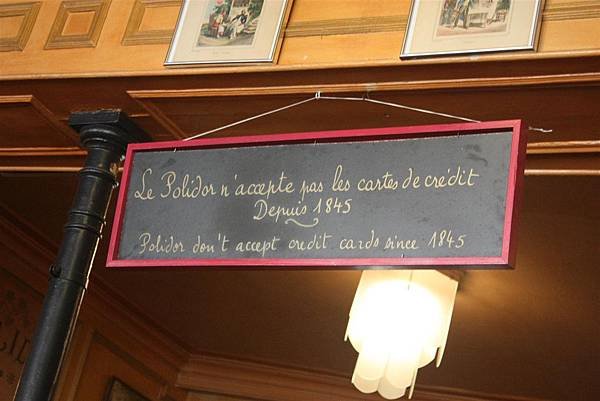 Le Polidor n'accepte pas les cartes de crédit
Depuis 1845
Polidor don't accept credit cards since 1845